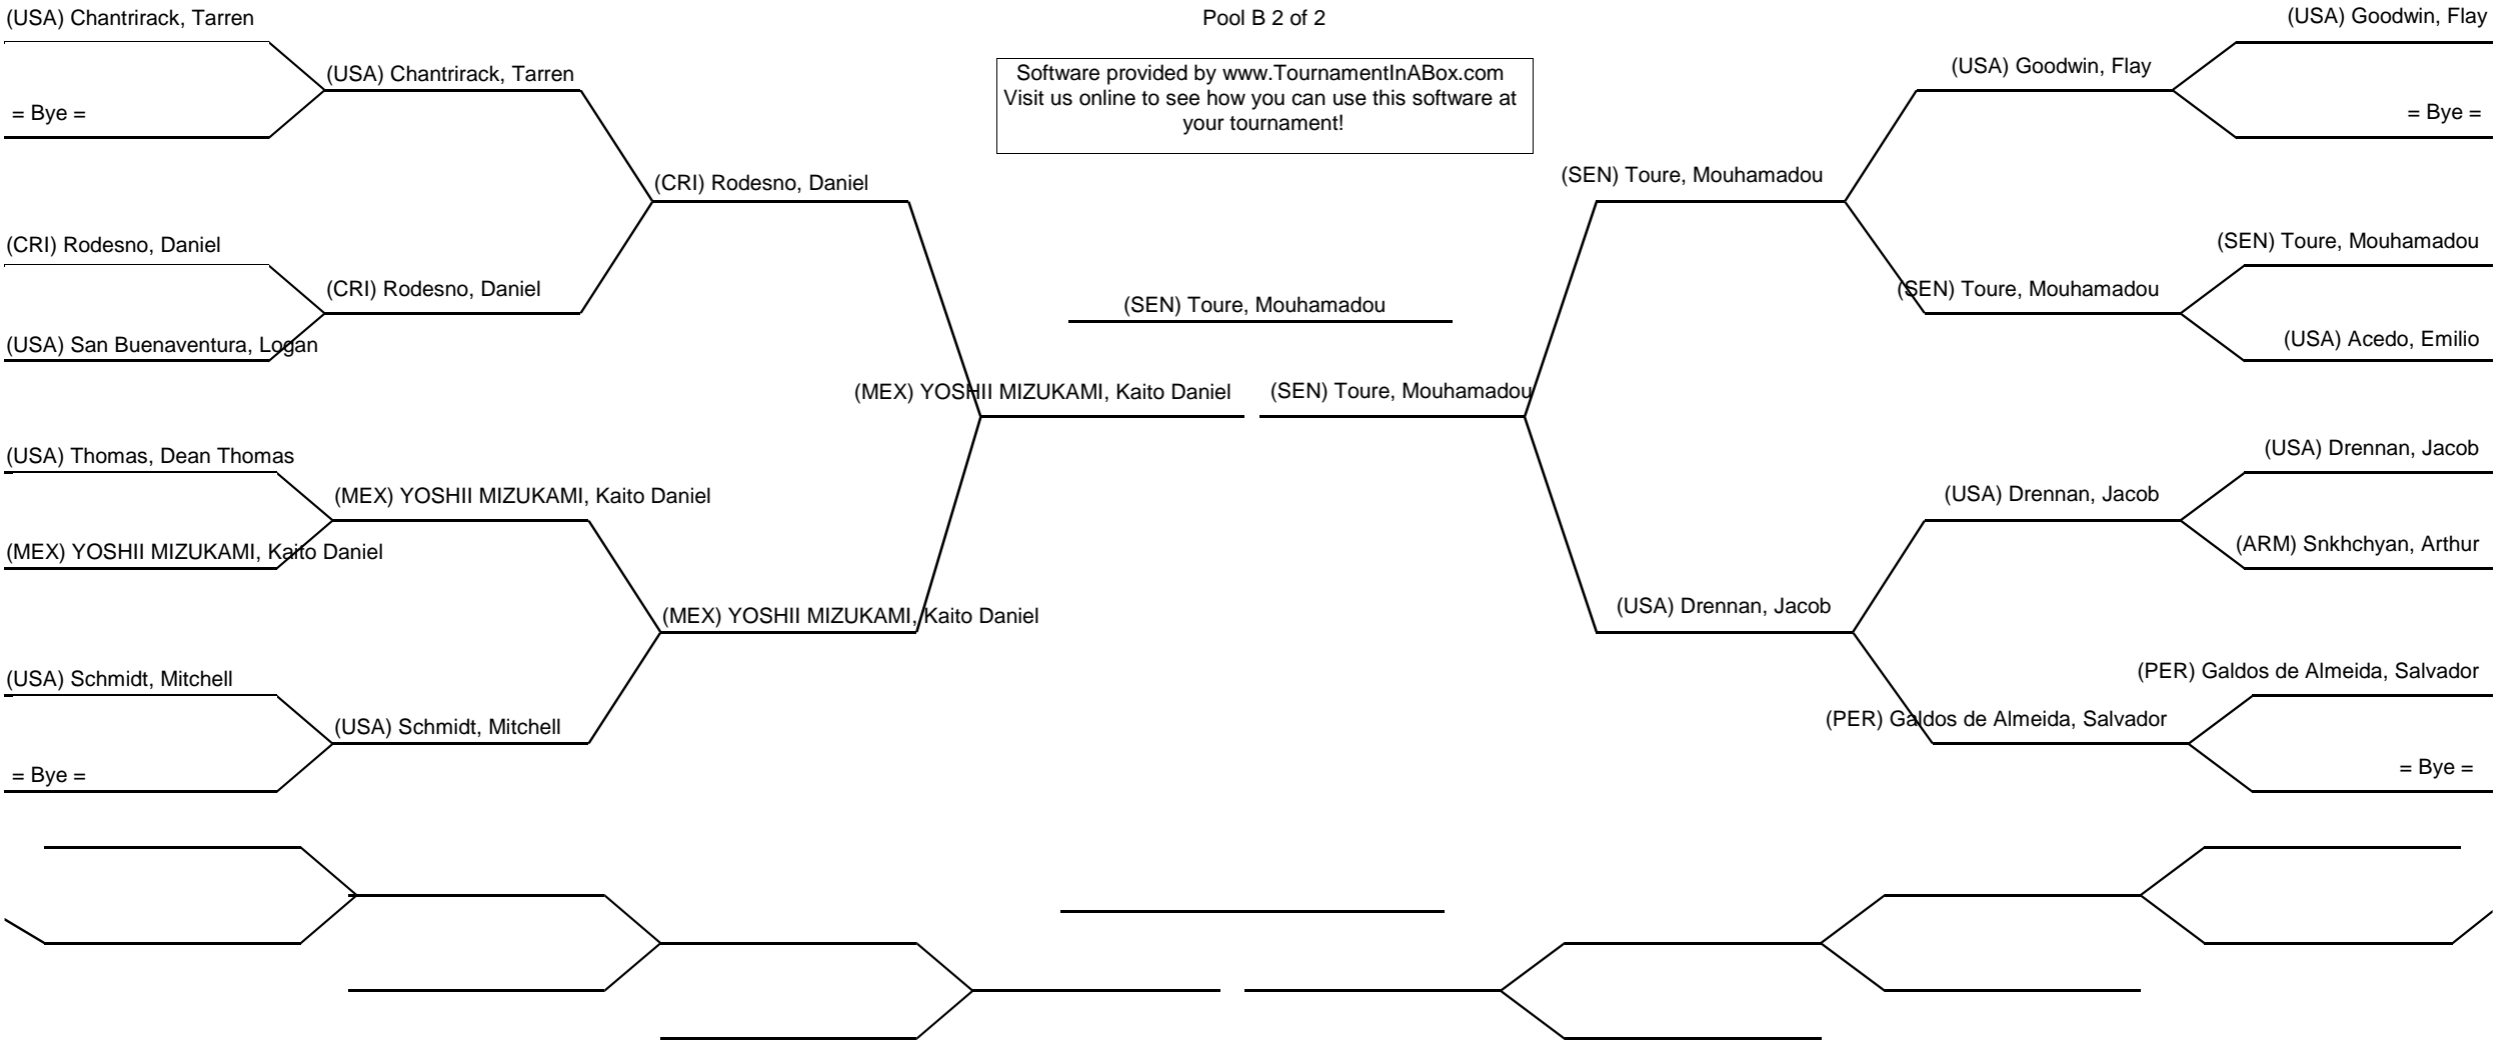 (USA) Chantrirack, Tarren
Pool B 2 of 2
(USA) Goodwin, Flay
(USA) Chantrirack, Tarren
Software provided by www.TournamentInABox.com
Visit us online to see how you can use this software at
your tournament!
(USA) Goodwin, Flay
= Bye =
= Bye =
(CRI) Rodesno, Daniel
(SEN) Toure, Mouhamadou
(CRI) Rodesno, Daniel
(SEN) Toure, Mouhamadou
(CRI) Rodesno, Daniel
(SEN) Toure, Mouhamadou
(SEN) Toure, Mouhamadou
(USA) San Buenaventura, Logan
(USA) Acedo, Emilio
(MEX) YOSHII MIZUKAMI, Kaito Daniel
(SEN) Toure, Mouhamadou
(USA) Thomas, Dean Thomas
(USA) Drennan, Jacob
(MEX) YOSHII MIZUKAMI, Kaito Daniel
(USA) Drennan, Jacob
(MEX) YOSHII MIZUKAMI, Kaito Daniel
(ARM) Snkhchyan, Arthur
(MEX) YOSHII MIZUKAMI, Kaito Daniel
(USA) Drennan, Jacob
(USA) Schmidt, Mitchell
(PER) Galdos de Almeida, Salvador
(USA) Schmidt, Mitchell
(PER) Galdos de Almeida, Salvador
= Bye =
= Bye =